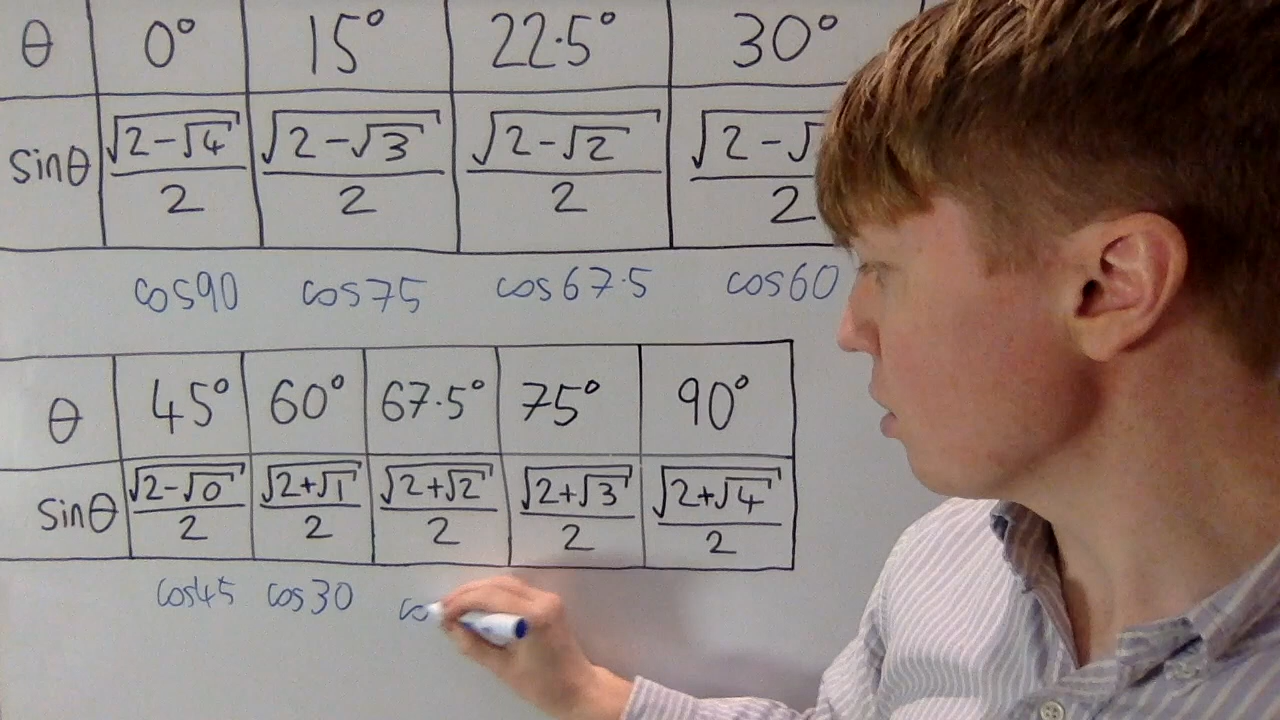 θ 0° 15° 22.5° 30°
sinθ √(2-√4)/2 √(2-√3)/2 √(2-√2)/2 √(2-√)/2
cos90 cos75 cos67.5 cos60
θ 45° 60° 67.5° 75° 90°
sinθ √(2-√0)/2 √(2+√1)/2 √(2+√2)/2 √(2+√3)/2 √(2+√4)/2
cos45 cos30 co